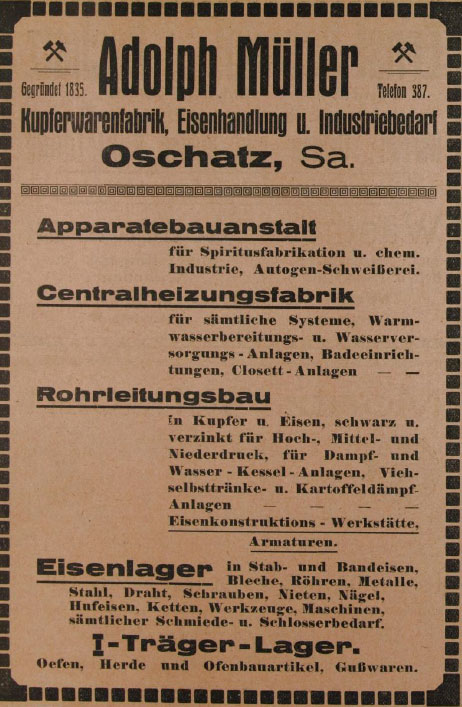 Adolph Müller
Gegründet 1835.
Telefon 387.
Kupferwarenfabrik, Eisenhandlung u. Industriebedarf
Oschatz, Sa.
Apparatebauanstalt
für Spiritusfabrikation u. chem.
Industrie, Autogen-Schweißerei.
Centralheizungsfabrik
für sämtliche Systeme, Warm-
wasserbereitungs- u. Wasserver-
sorgungs - Anlagen, Badeeinrich-
tungen, Closett - Anlagen — —
Rohrleitungsbau
in Kupfer u. Eisen, schwarz u.
verzinkt für Hoch-, Mittel- und
Niederdruck, für Dampf- und
Wasser - Kessel - Anlagen, Vieh-
selbsttränke- u. Kartoffeldämpf-
Anlagen — — — — —
Eisenkonstruktions - Werkstätte,
Armaturen.
Eisenlager in Stab- und Bandeisen,
Bleche, Röhren, Metalle,
Stahl, Draht, Schrauben, Nieten, Nägel,
Hufeisen, Ketten, Werkzeuge, Maschinen,
sämtlicher Schmiede- u. Schlosserbedarf.
I-Träger-Lager.
Oefen, Herde und Ofenbauartikel, Gußwaren.